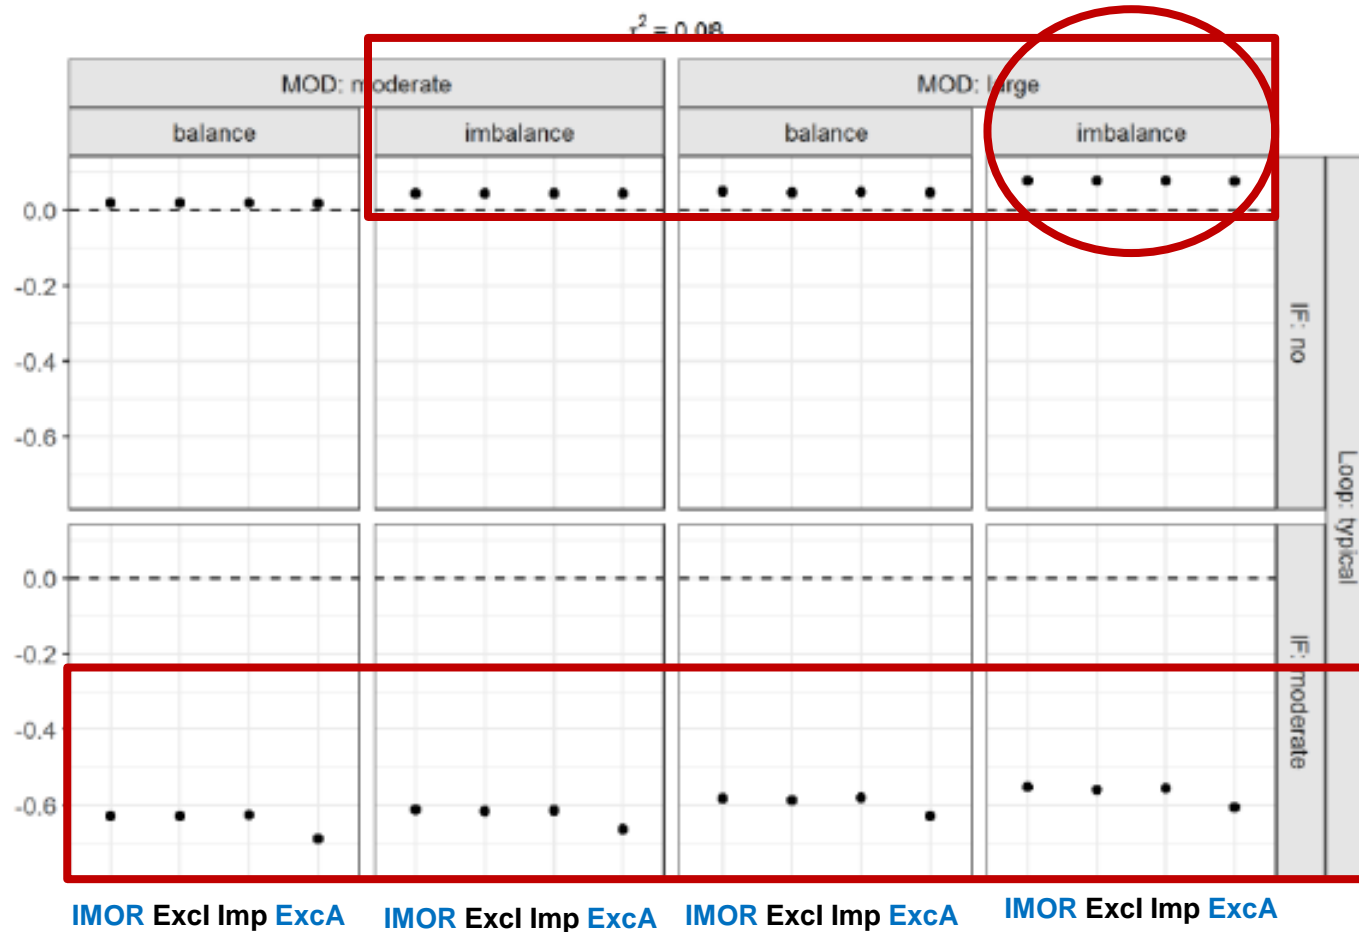 τ² = 0.08
MOD: moderate
MOD: large
balance
imbalance
balance
imbalance
0.0
-0.2
-0.4
-0.6
IF: no
Loop: typical
0.0
-0.2
-0.4
-0.6
IF: moderate
IMOR Excl Imp ExcA
IMOR Excl Imp ExcA
IMOR Excl Imp ExcA
IMOR Excl Imp ExcA